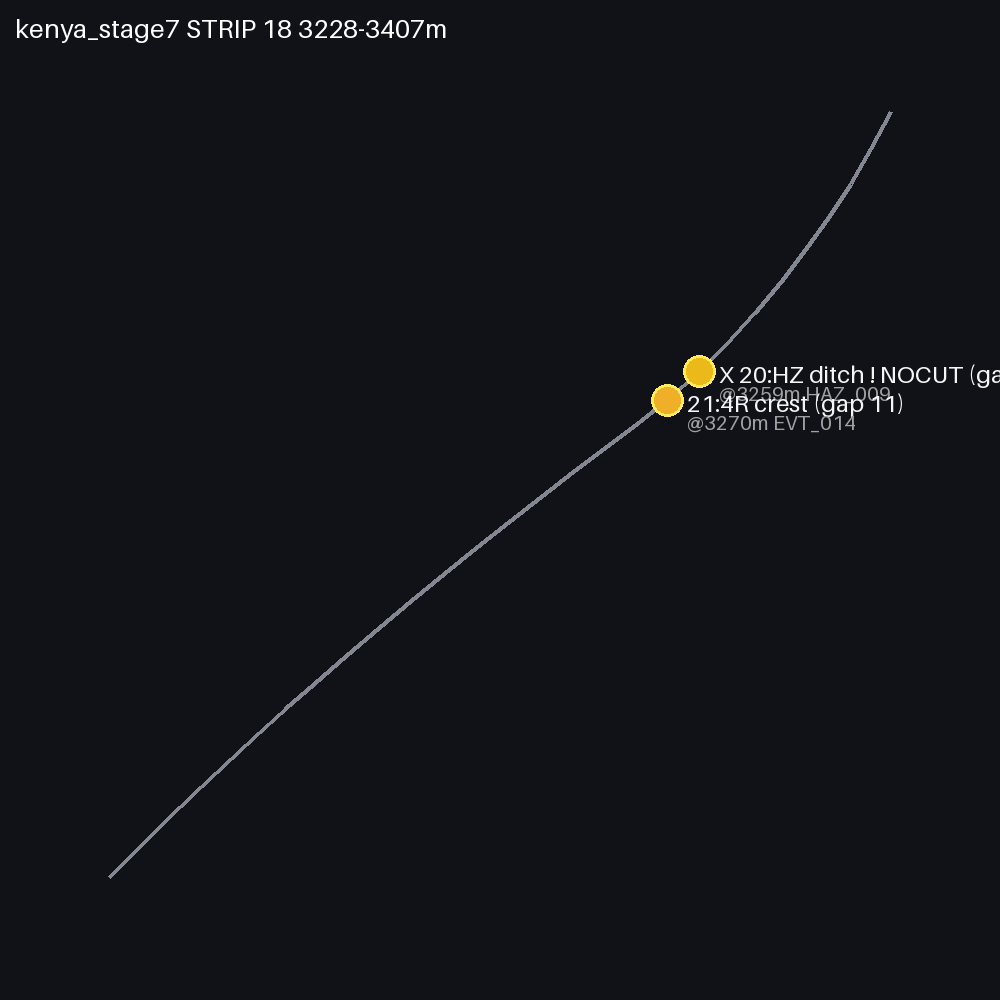 kenya_stage7 STRIP 18 3228-3407m
X 20:HZ ditch ! NOCUT (ga
@3259m HAZ_009
21:4R crest (gap 11)
@3270m EVT_014